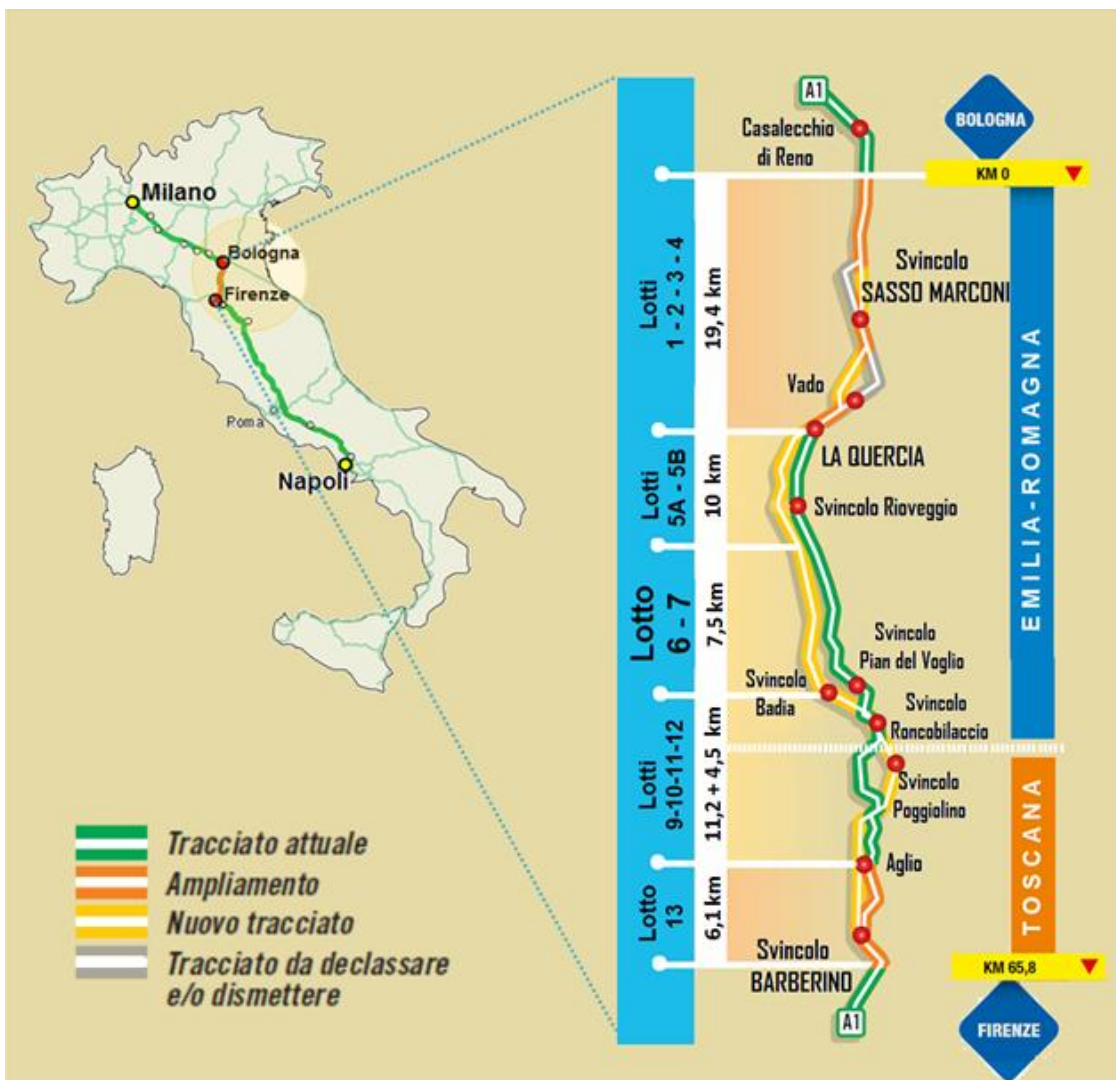 Milano
Bologna
Firenze
Roma
Napoli
Tracciato attuale
Ampliamento
Nuovo tracciato
Tracciato da declassare
e/o dismettere
Lotti
1 - 2 - 3 - 4
19,4 km
Lotti
5A - 5B
10 km
Lotto
6 - 7
7,5 km
Lotti
9-10-11-12
11,2 + 4,5 km
Lotto
13
6,1 km
A1
Casalecchio
di Reno
Svincolo
SASSO MARCONI
Vado
LA QUERCIA
Svincolo Rioveggio
Svincolo
Pian del Voglio
Svincolo
Badia
Svincolo
Roncobilaccio
Svincolo
Poggiolino
Aglio
Svincolo
BARBERINO
A1
BOLOGNA
KM 0
EMILIA-ROMAGNA
TOSCANA
KM 65,8
FIRENZE